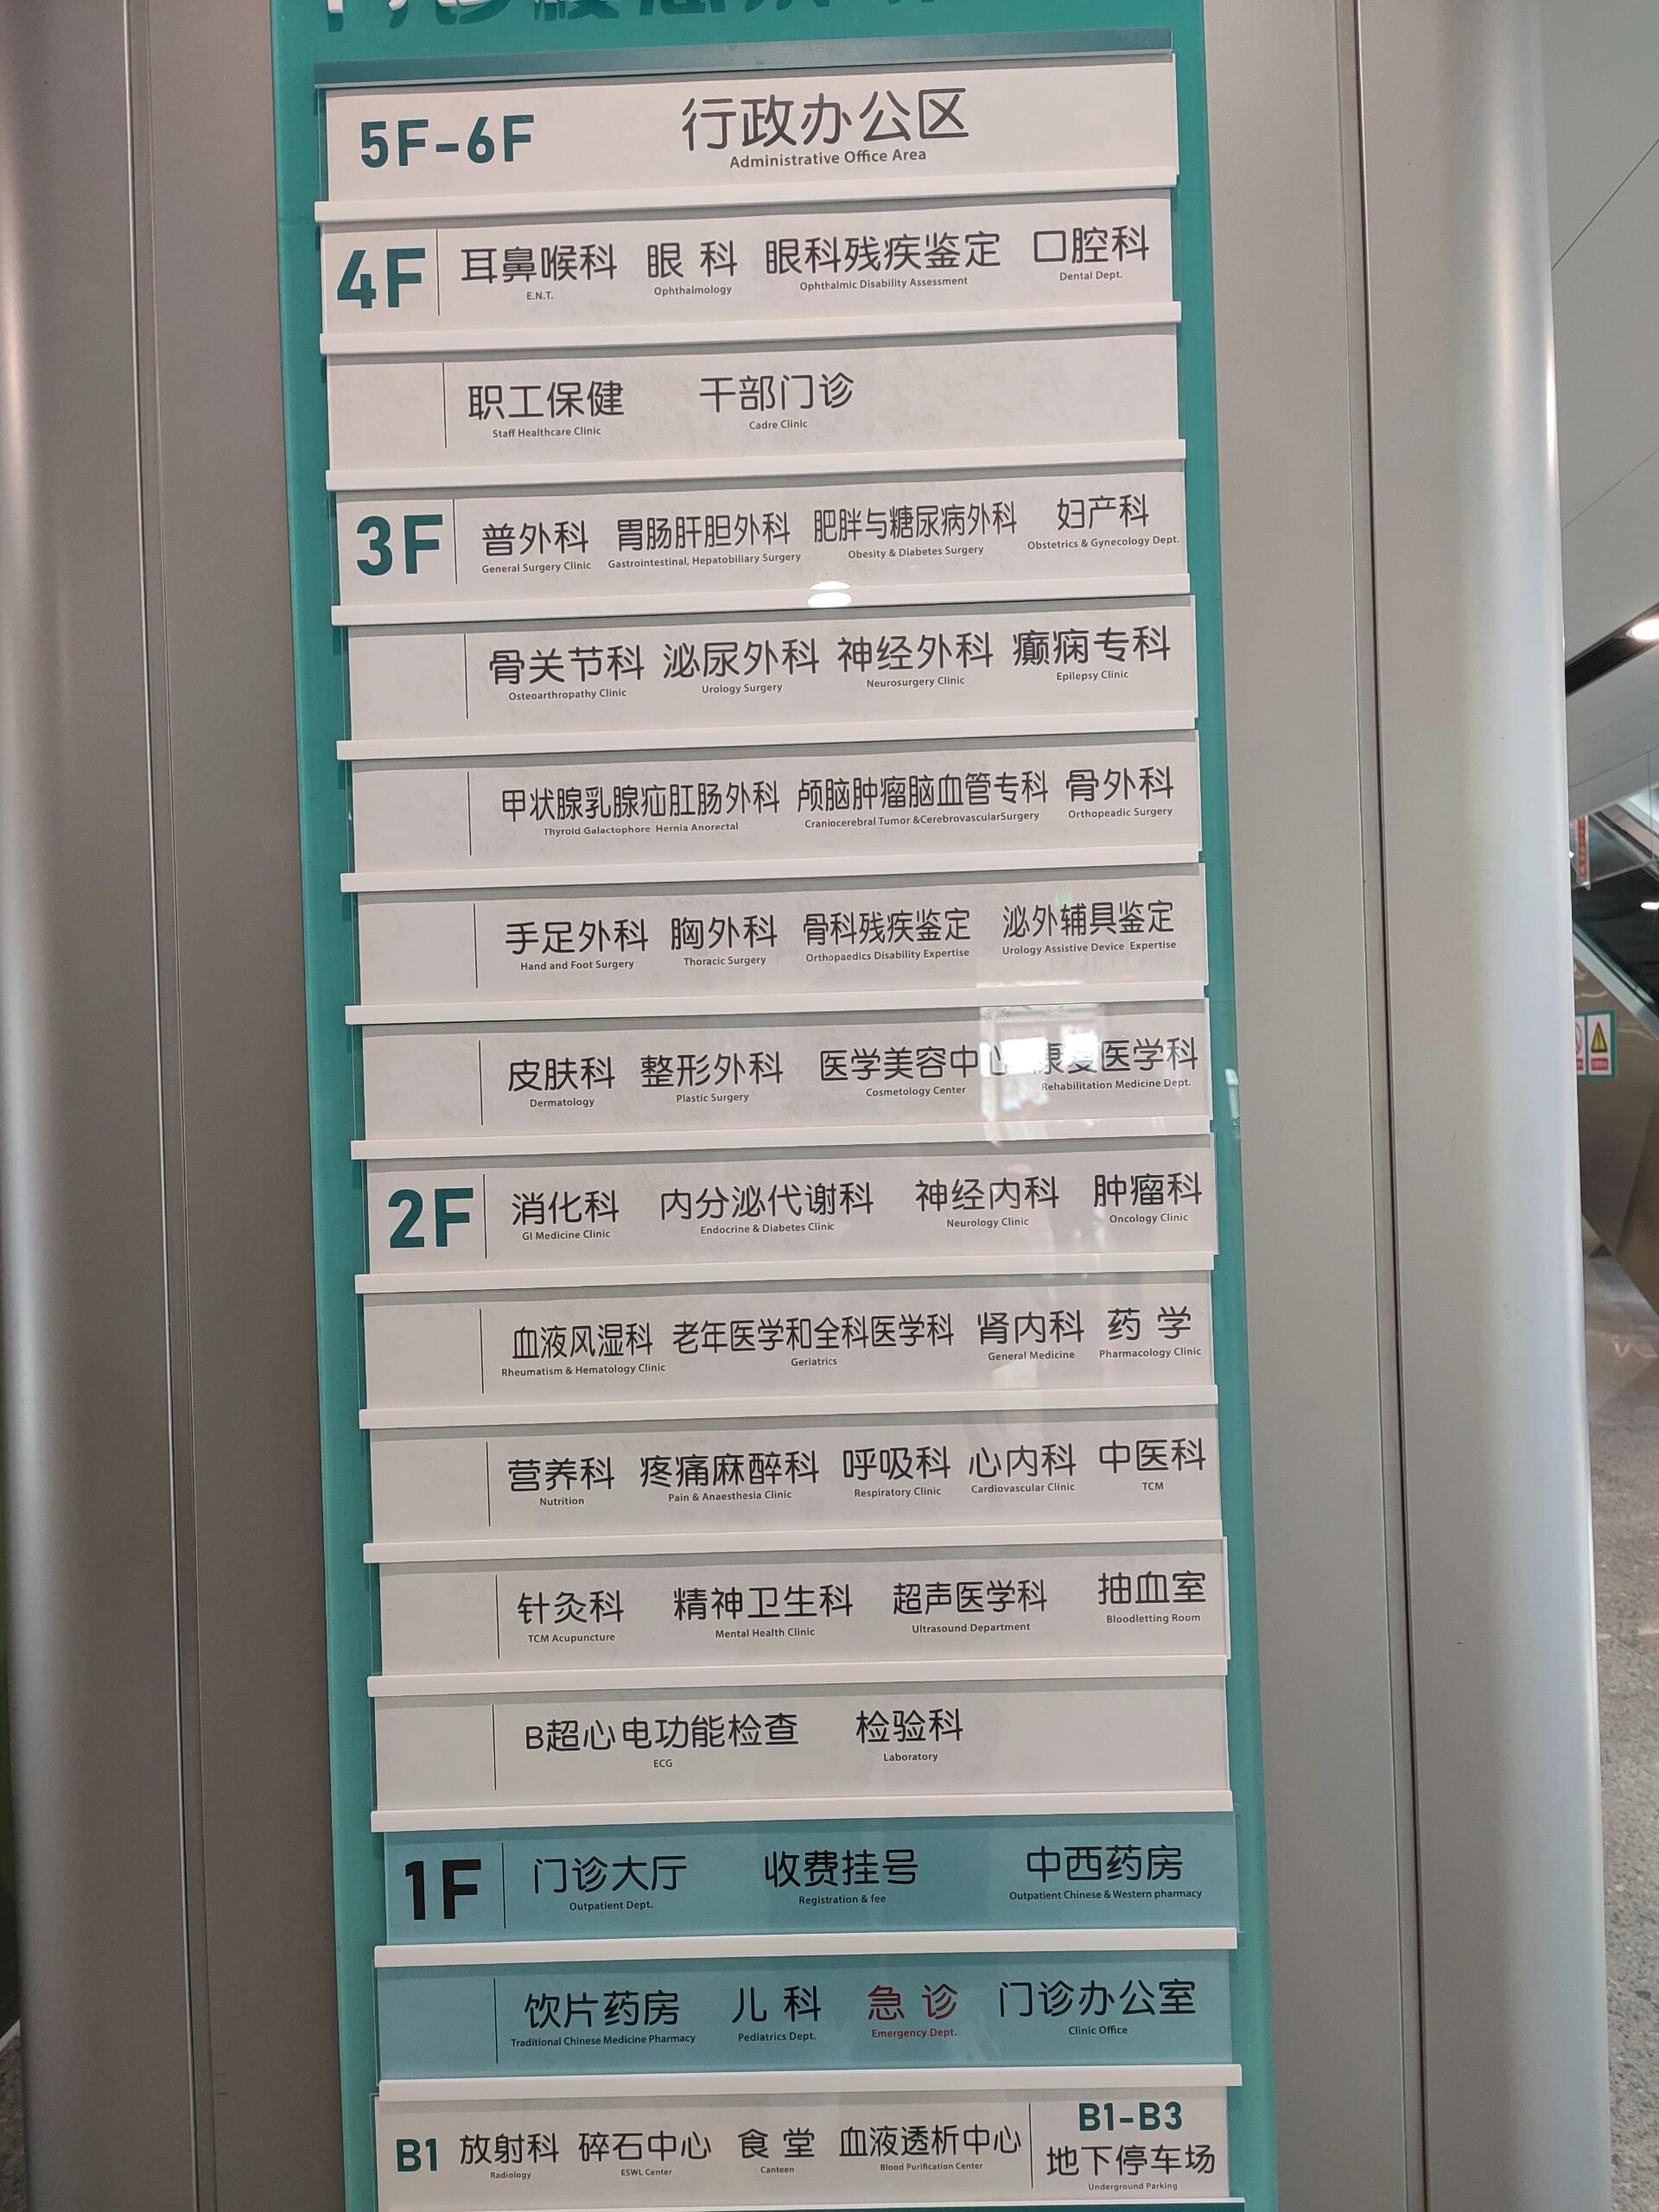 5F-6F 行政办公区
Administrative Office Area
4F 耳鼻喉科 眼科 眼科残疾鉴定 口腔科
E.N.T. Ophthalmology Ophthalmic Disability Assessment Dental Dept.
职工保健 干部门诊
Staff Healthcare Clinic Cadre Clinic
3F 普外科 胃肠肝胆外科 肥胖与糖尿病外科 妇产科
General Surgery Clinic Gastrointestinal, Hepatobiliary Surgery Obesity & Diabetes Surgery Obstetrics & Gynecology Dept.
骨关节科 泌尿外科 神经外科 癫痫专科
Osteoarthropathy Clinic Urology Surgery Neurosurgery Clinic Epilepsy Clinic
甲状腺乳腺疝肛肠外科 颅脑肿瘤脑血管专科 骨外科
Thyroid Galactophore Hernia Anorectal Craniocerebral Tumor &CerebrovascularSurgery Orthopeadic Surgery
手足外科 胸外科 骨科残疾鉴定 泌外辅具鉴定
Hand and Foot Surgery Thoracic Surgery Orthopaedics Disability Expertise Urology Assistive Device Expertise
皮肤科 整形外科 医学美容中心 康复医学科
Dermatology Plastic Surgery Cosmetology Center Rehabilitation Medicine Dept.
2F 消化科 内分泌代谢科 神经内科 肿瘤科
GI Medicine Clinic Endocrine & Diabetes Clinic Neurology Clinic Oncology Clinic
血液风湿科 老年医学和全科医学科 肾内科 药学
Rheumatism & Hematology Clinic Geriatrics General Medicine Pharmacology Clinic
营养科 疼痛麻醉科 呼吸科 心内科 中医科
Nutrition Pain & Anaesthesia Clinic Respiratory Clinic Cardiovascular Clinic TCM
针灸科 精神卫生科 超声医学科 抽血室
TCM Acupuncture Mental Health Clinic Ultrasound Department Bloodletting Room
B超心电功能检查 检验科
ECG Laboratory
1F 门诊大厅 收费挂号 中西药房
Outpatient Dept. Registration & fee Outpatient Chinese & Western pharmacy
饮片药房 儿科 急诊 门诊办公室
Traditional Chinese Medicine Pharmacy Pediatrics Dept. Emergency Dept. Clinic Office
B1 放射科 碎石中心 食堂 血液透析中心
Radiology ESWL Center Canteen Blood Purification Center
B1-B3
地下停车场
Underground Parking